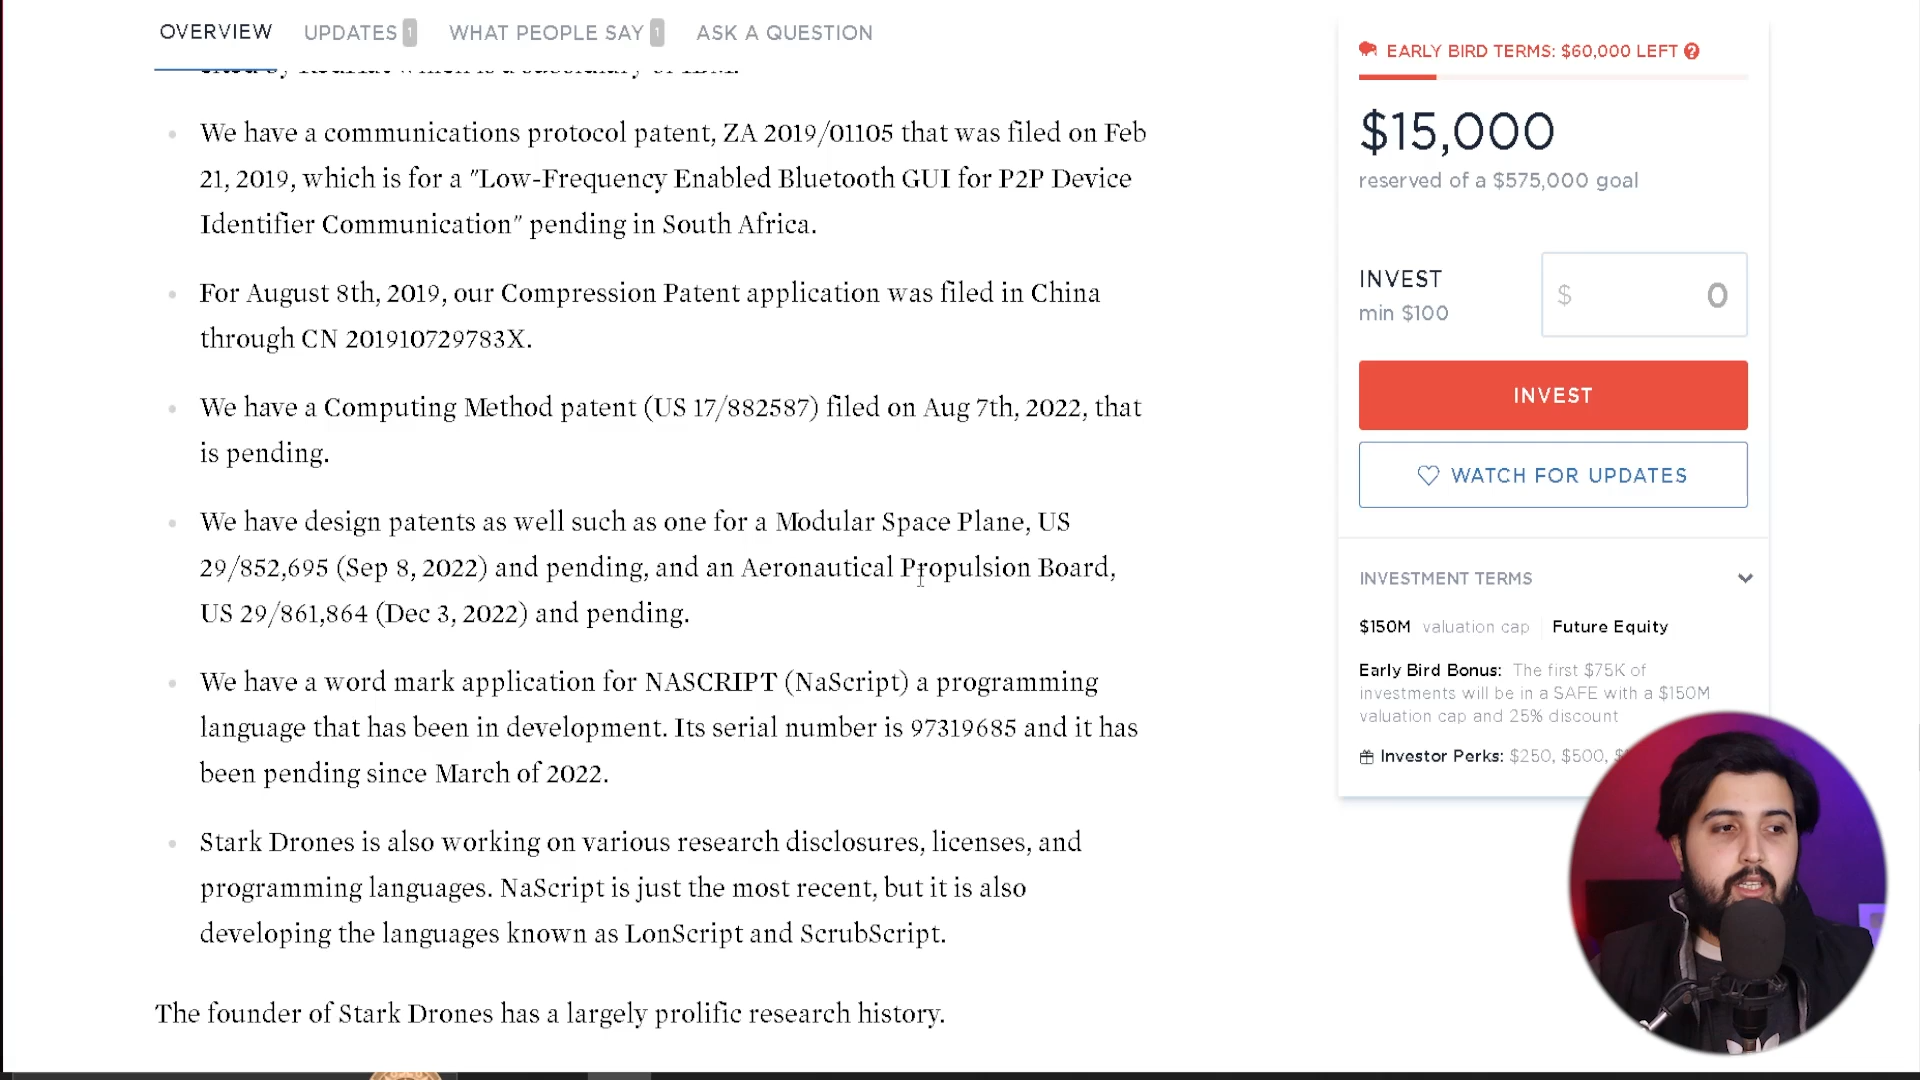 OVERVIEW
UPDATES 1
WHAT PEOPLE SAY 1
ASK A QUESTION
cited by RedHat which is a subsidiary of IBM.
We have a communications protocol patent, ZA 2019/01105 that was filed on Feb
21, 2019, which is for a "Low-Frequency Enabled Bluetooth GUI for P2P Device
Identifier Communication" pending in South Africa.
For August 8th, 2019, our Compression Patent application was filed in China
through CN 201910729783X.
We have a Computing Method patent (US 17/882587) filed on Aug 7th, 2022, that
is pending.
We have design patents as well such as one for a Modular Space Plane, US
29/852,695 (Sep 8, 2022) and pending, and an Aeronautical Propulsion Board,
US 29/861,864 (Dec 3, 2022) and pending.
We have a word mark application for NASCRIPT (NaScript) a programming
language that has been in development. Its serial number is 97319685 and it has
been pending since March of 2022.
Stark Drones is also working on various research disclosures, licenses, and
programming languages. NaScript is just the most recent, but it is also
developing the languages known as LonScript and ScrubScript.
The founder of Stark Drones has a largely prolific research history.
EARLY BIRD TERMS: $60,000 LEFT ?
$15,000
reserved of a $575,000 goal
INVEST
min $100
$ 0
INVEST
WATCH FOR UPDATES
INVESTMENT TERMS
$150M valuation cap Future Equity
Early Bird Bonus: The first $75K of
investments will be in a SAFE with a $150M
valuation cap and 25% discount
Investor Perks: $250, $500,